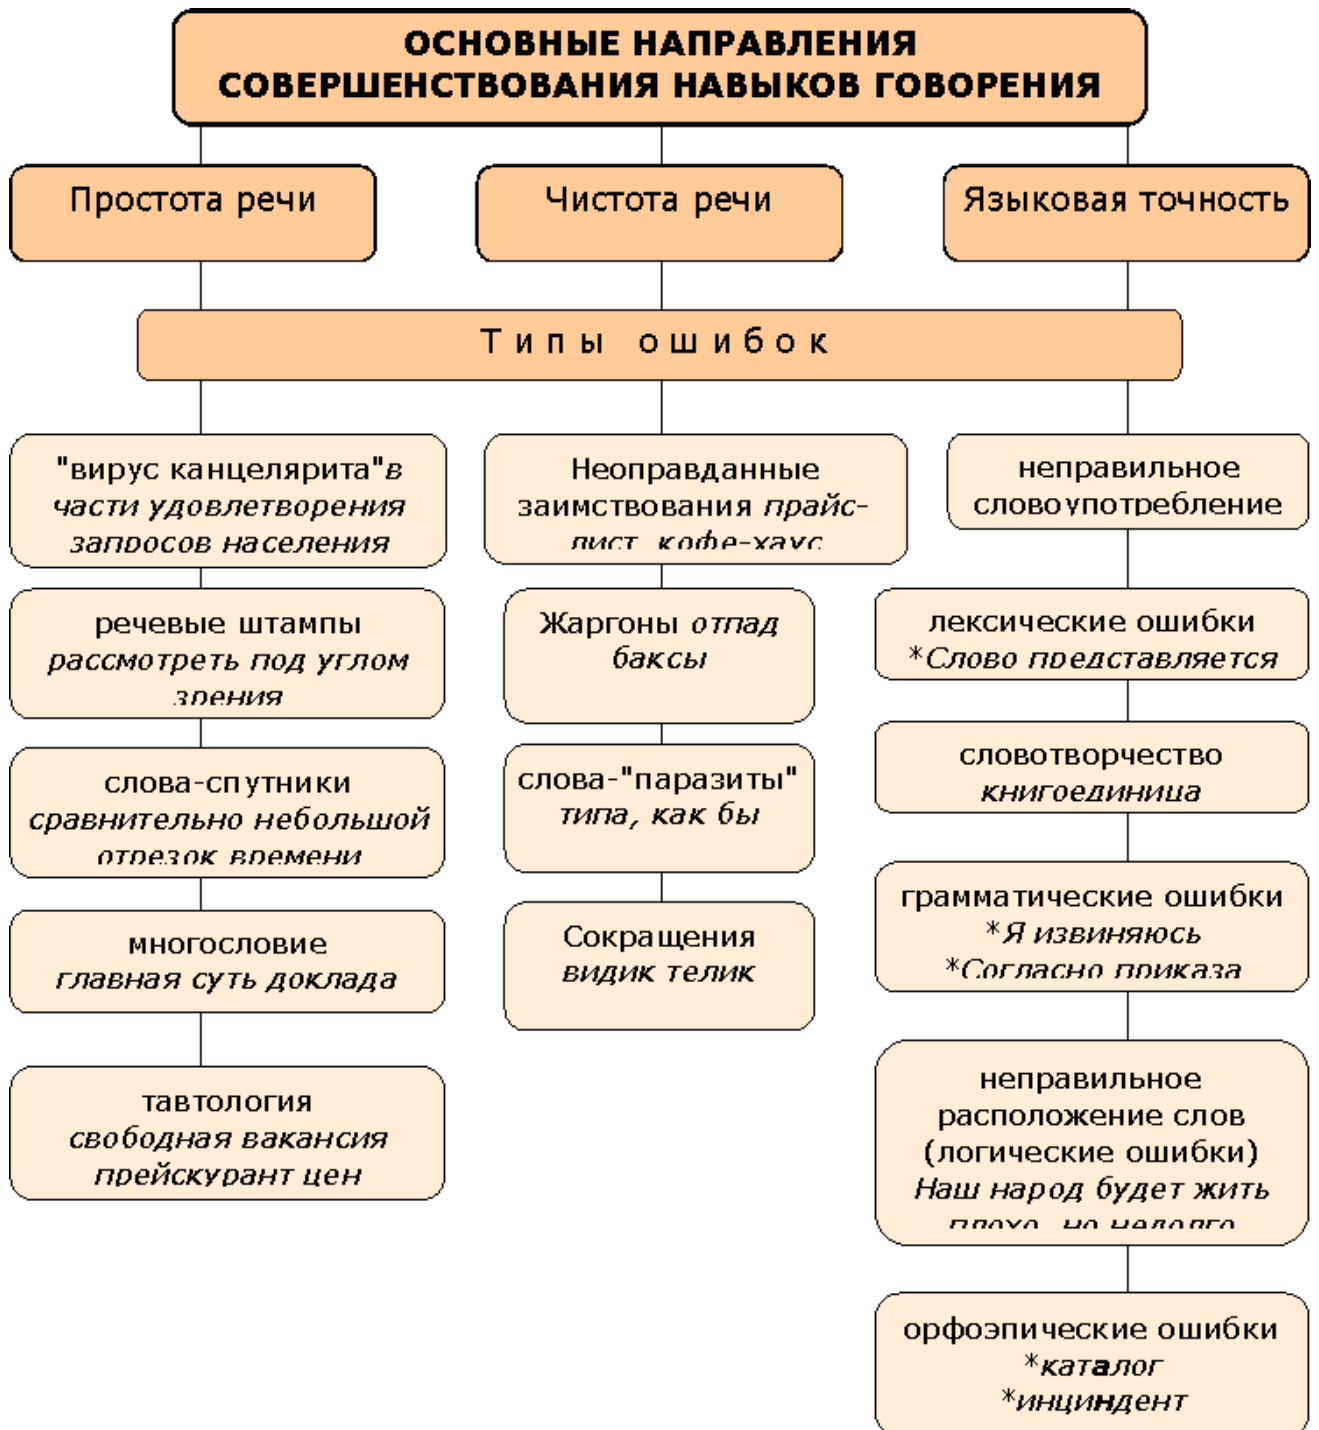 ОСНОВНЫЕ НАПРАВЛЕНИЯ
СОВЕРШЕНСТВОВАНИЯ НАВЫКОВ ГОВОРЕНИЯ
Простота речи
Чистота речи
Языковая точность
Типы ошибок
"вирус канцелярита"в
части удовлетворения
запросов населения
речевые штампы
рассмотреть под углом
зрения
слова-спутники
сравнительно небольшой
отрезок времени
многословие
главная суть доклада
тавтология
свободная вакансия
прейскурант цен
Неоправданные
заимствования прайс-
лист, кофе-хаус
Жаргоны отпад
баксы
слова-"паразиты"
типа, как бы
Сокращения
видик телик
неправильное
словоупотребление
лексические ошибки
*Слово представляется
словотворчество
книгоединица
грамматические ошибки
*Я извиняюсь
*Согласно приказа
неправильное
расположение слов
(логические ошибки)
Наш народ будет жить
плохо, но недолго
орфоэпические ошибки
*каталог
*инциндент